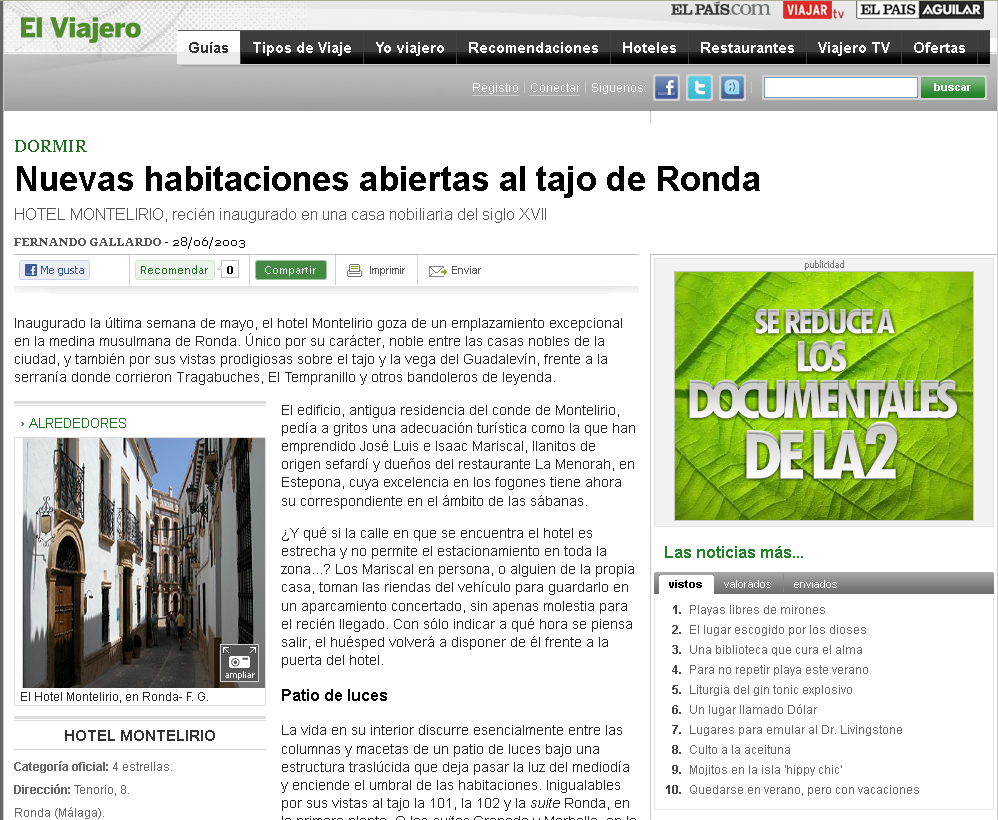 El Viajero
EL PAÍS.COM VIAJAR tv EL PAIS AGUILAR
Guías Tipos de Viaje Yo viajero Recomendaciones Hoteles Restaurantes Viajero TV Ofertas
Registro Conectar Síguenos: buscar
DORMIR
Nuevas habitaciones abiertas al tajo de Ronda
HOTEL MONTELIRIO, recién inaugurado en una casa nobiliaria del siglo XVII
FERNANDO GALLARDO - 28/06/2003
Me gusta Recomendar 0 Compartir Imprimir Enviar
Inaugurado la última semana de mayo, el hotel Montelirio goza de un emplazamiento excepcional
en la medina musulmana de Ronda. Único por su carácter, noble entre las casas nobles de la
ciudad, y también por sus vistas prodigiosas sobre el tajo y la vega del Guadalevín, frente a la
serranía donde corrieron Tragabuches, El Tempranillo y otros bandoleros de leyenda.
› ALREDEDORES
ampliar
El Hotel Montelirio, en Ronda- F. G.
HOTEL MONTELIRIO
Categoría oficial: 4 estrellas.
Dirección: Tenorio, 8.
Ronda (Málaga).
El edificio, antigua residencia del conde de Montelirio,
pedía a gritos una adecuación turística como la que han
emprendido José Luis e Isaac Mariscal, llanitos de
origen sefardí y dueños del restaurante La Menorah, en
Estepona, cuya excelencia en los fogones tiene ahora
su correspondiente en el ámbito de las sábanas.
¿Y qué si la calle en que se encuentra el hotel es
estrecha y no permite el estacionamiento en toda la
zona...? Los Mariscal en persona, o alguien de la propia
casa, toman las riendas del vehículo para guardarlo en
un aparcamiento concertado, sin apenas molestia para
el recién llegado. Con sólo indicar a qué hora se piensa
salir, el huésped volverá a disponer de él frente a la
puerta del hotel.
Patio de luces
La vida en su interior discurre esencialmente entre las
columnas y macetas de un patio de luces bajo una
estructura traslúcida que deja pasar la luz del mediodía
y enciende el umbral de las habitaciones. Inigualables
por sus vistas al tajo la 101, la 102 y la suite Ronda, en
la primera planta. O las suites Granada y Marbella, en la
publicidad
SE REDUCE A
LOS
DOCUMENTALES
DE LA 2
Las noticias más...
vistos valorados enviados
1. Playas libres de mirones
2. El lugar escogido por los dioses
3. Una biblioteca que cura el alma
4. Para no repetir playa este verano
5. Liturgia del gin tonic explosivo
6. Un lugar llamado Dólar
7. Lugares para emular al Dr. Livingstone
8. Culto a la aceituna
9. Mojitos en la isla 'hippy chic'
10. Quedarse en verano, pero con vacaciones